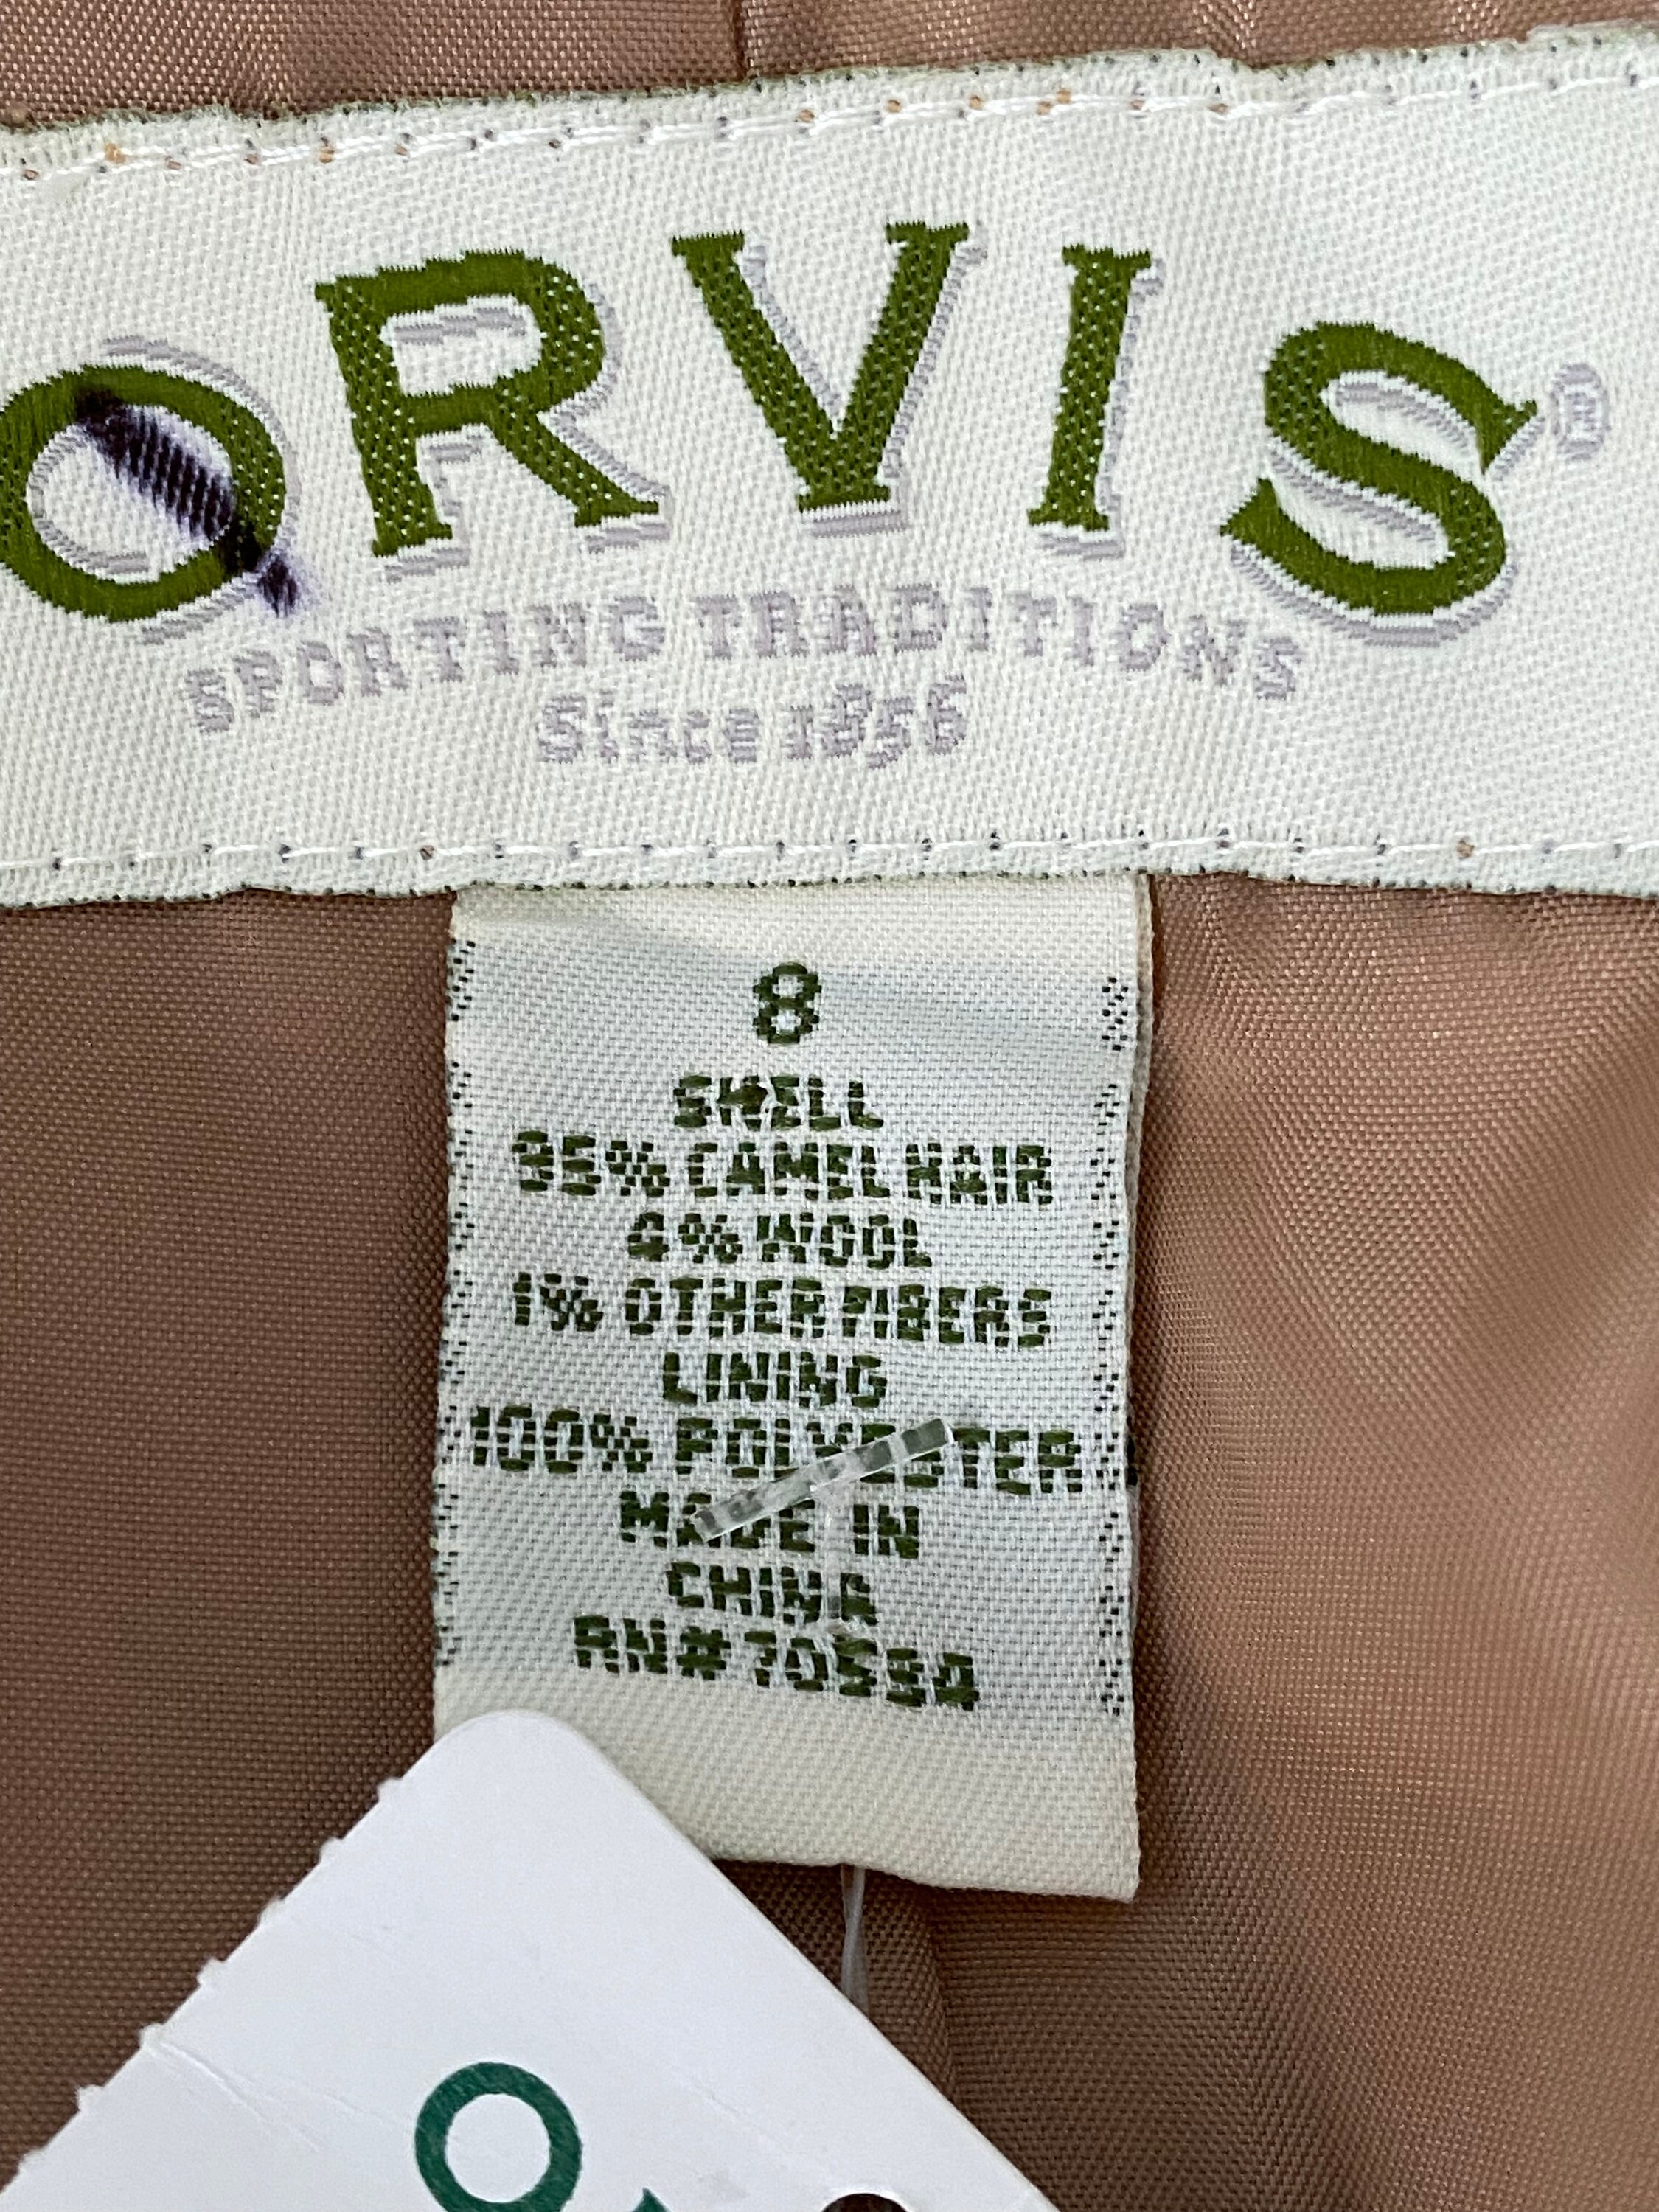 ORVIS®
SPORTING TRADITIONS
Since 1856
8
SHELL
95% CAMEL HAIR
4% WOOL
1% OTHER FIBERS
LINING
100% POLYESTER
MADE IN
CHINA
RN#70534